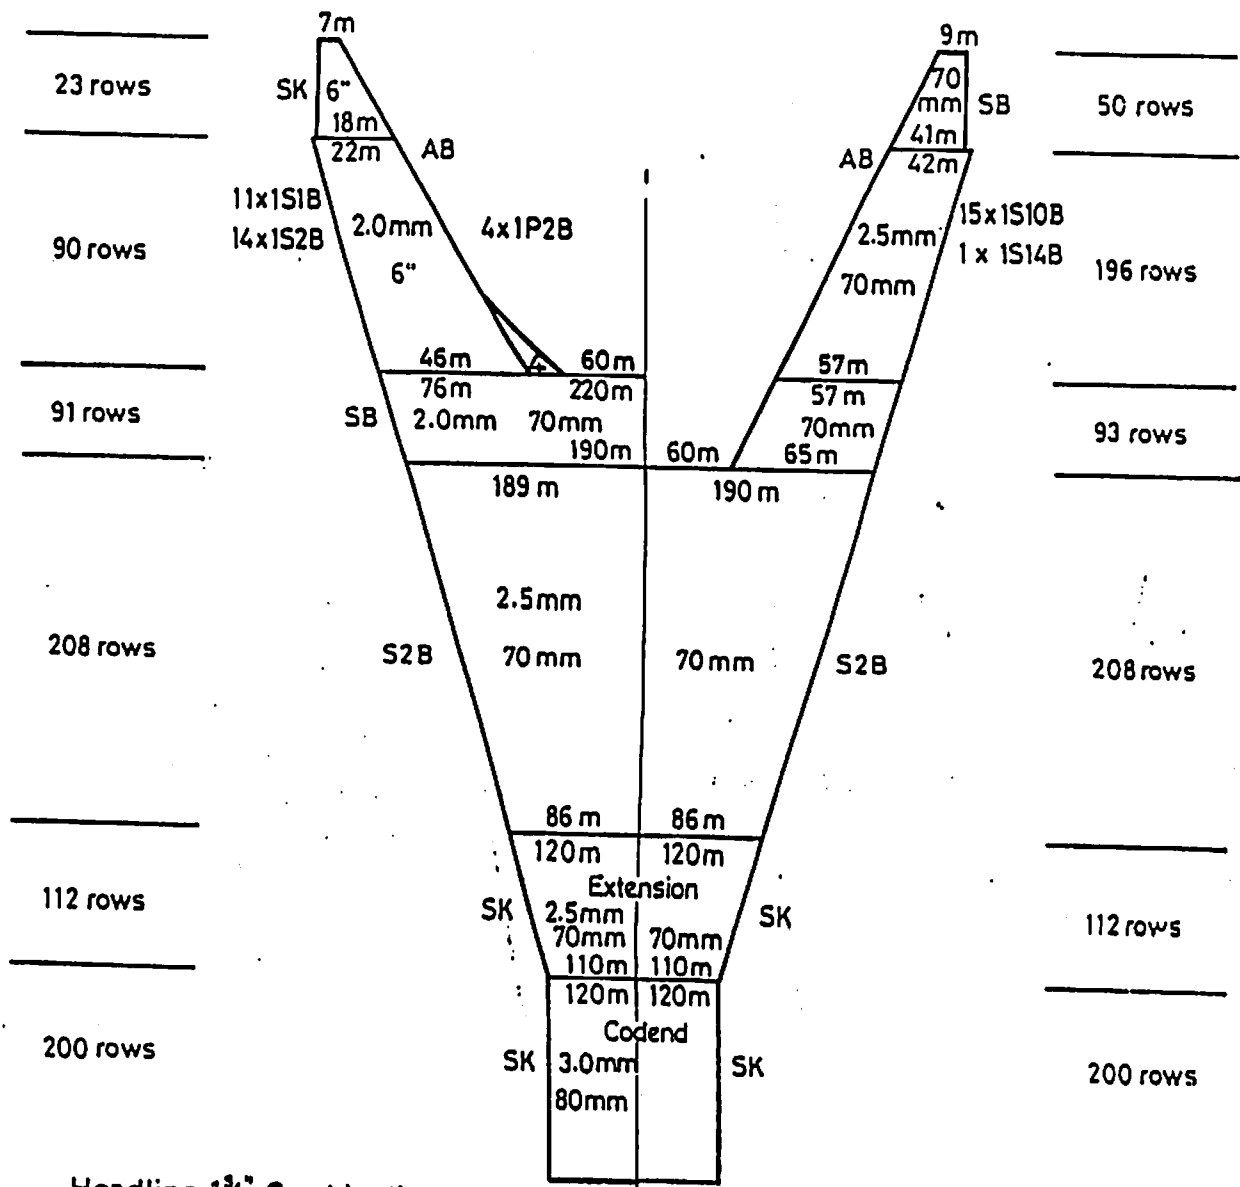 7m
9m
23 rows
SK
6"
70
mm
SB
50 rows
18m
41m
22m
AB
AB
42m
11x1S1B
14x1S2B
2.0mm
4x1P2B
2.5mm
15x1S10B
1 x 1S14B
90 rows
6"
70mm
196 rows
46m
4
60m
57m
76m
220m
57m
91 rows
SB
2.0mm
70mm
70mm
93 rows
190m
60m
65m
189 m
190 m
2.5mm
208 rows
S2B
70mm
70mm
S2B
208 rows
86 m
86 m
120m
120m
Extension
112 rows
SK
2.5mm
SK
112 rows
70mm
70mm
110m
110m
120m
120m
Codend
200 rows
SK
3.0mm
SK
200 rows
80mm